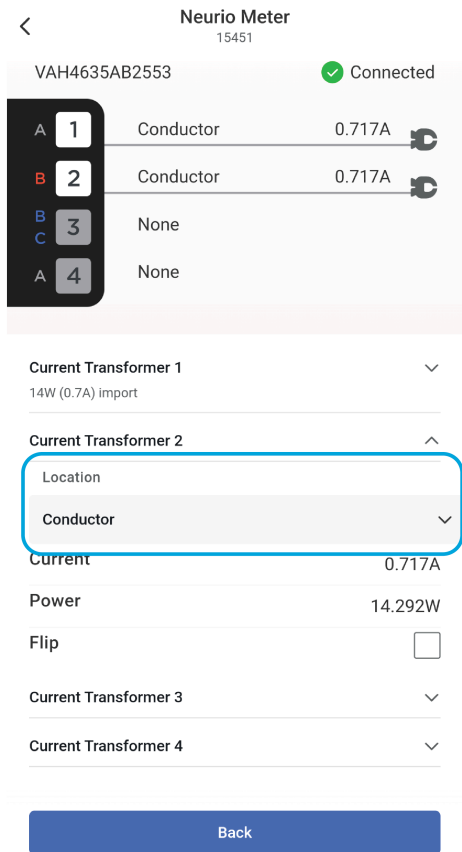 Neurio Meter
15451
VAH4635AB2553 Connected
A 1 Conductor 0.717A
B 2 Conductor 0.717A
B
C 3 None
A 4 None
Current Transformer 1
14W (0.7A) import
Current Transformer 2
Location
Conductor
Current 0.717A
Power 14.292W
Flip
Current Transformer 3
Current Transformer 4
Back